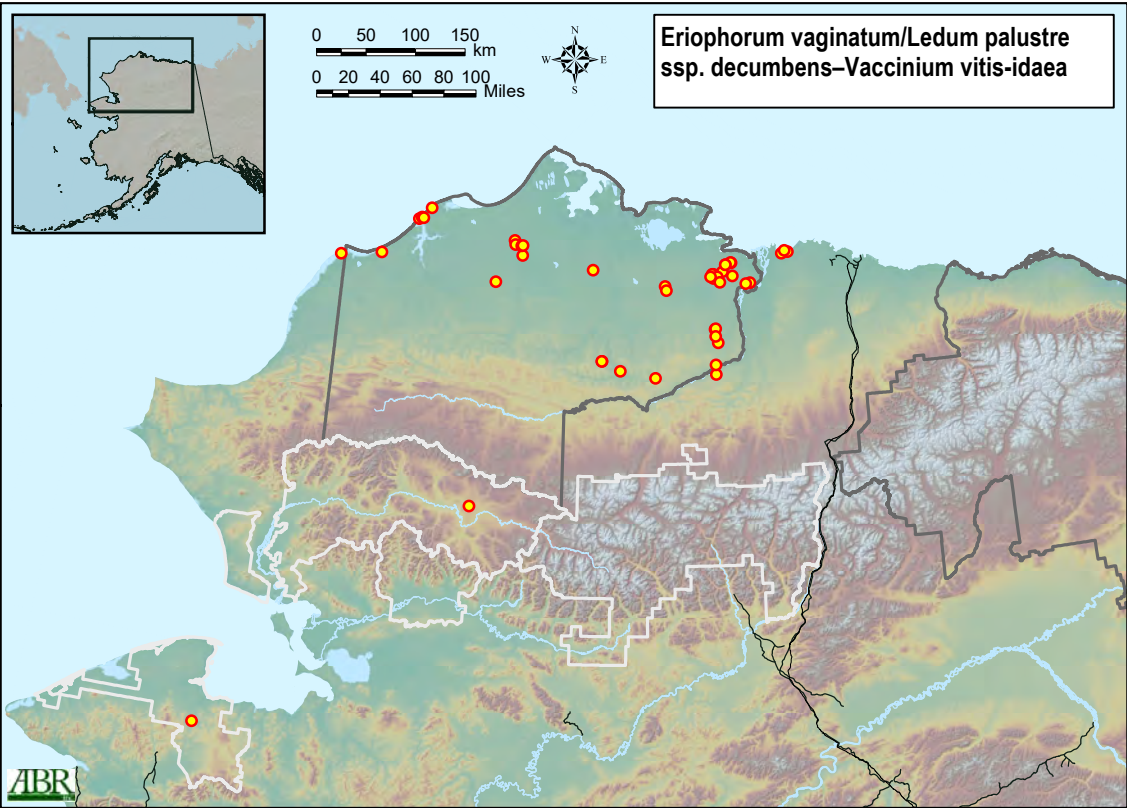 0 50 100 150
km
0 20 40 60 80 100
Miles
N
W E
S
Eriophorum vaginatum/Ledum palustre
ssp. decumbens–Vaccinium vitis-idaea
ABR